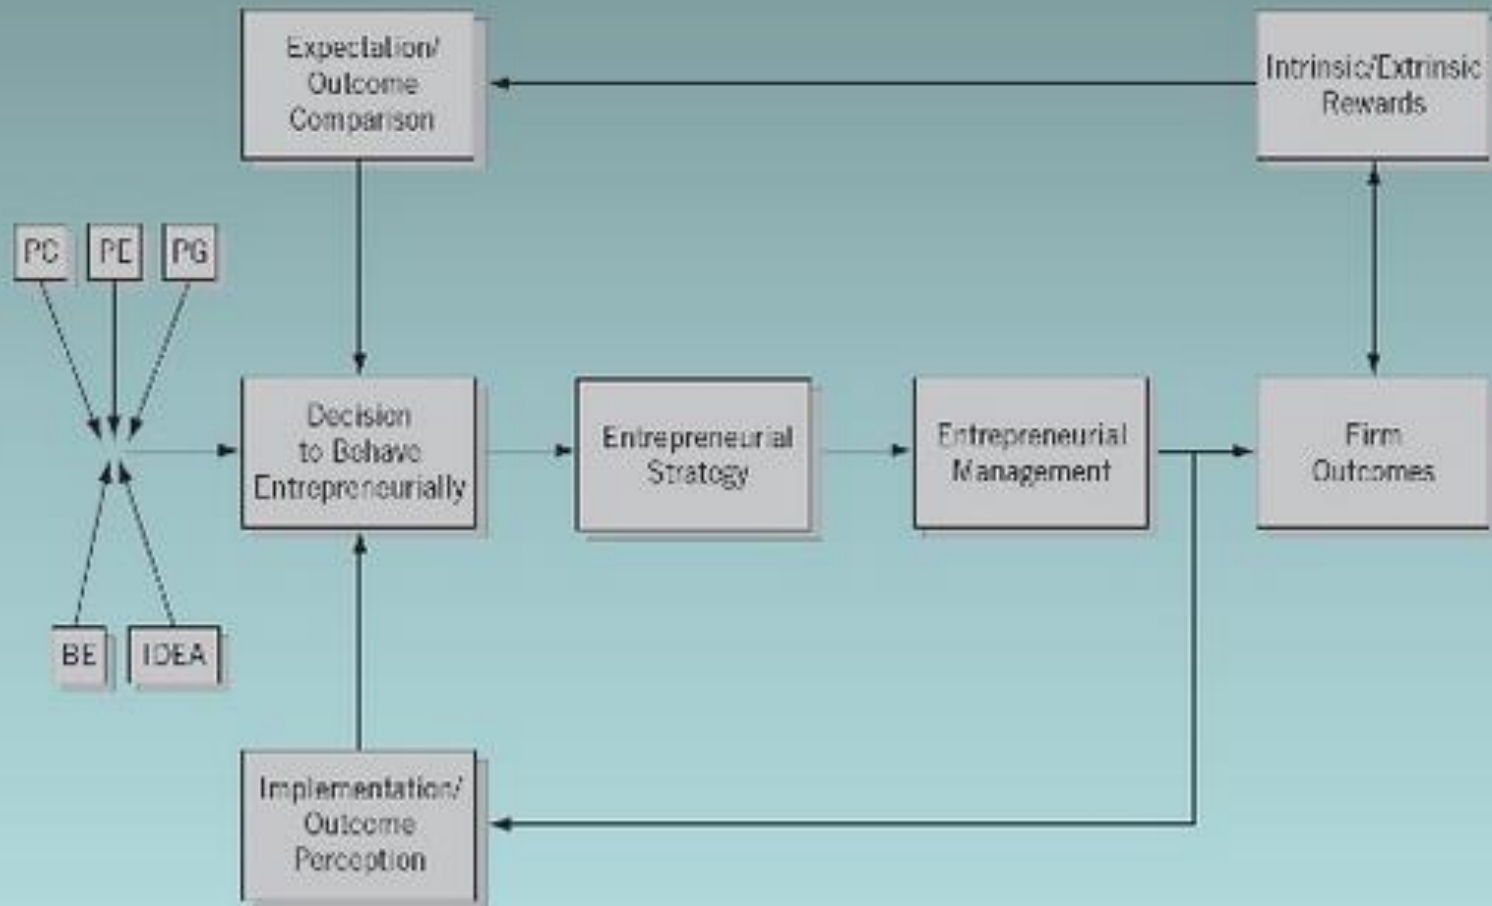 Expectation/
Outcome
Comparison
Intrinsic/Extrinsic
Rewards
PC
PE
PG
Decision
to Behave
Entrepreneurially
Entrepreneurial
Strategy
Entrepreneurial
Management
Firm
Outcomes
BE
IDEA
Implementation/
Outcome
Perception